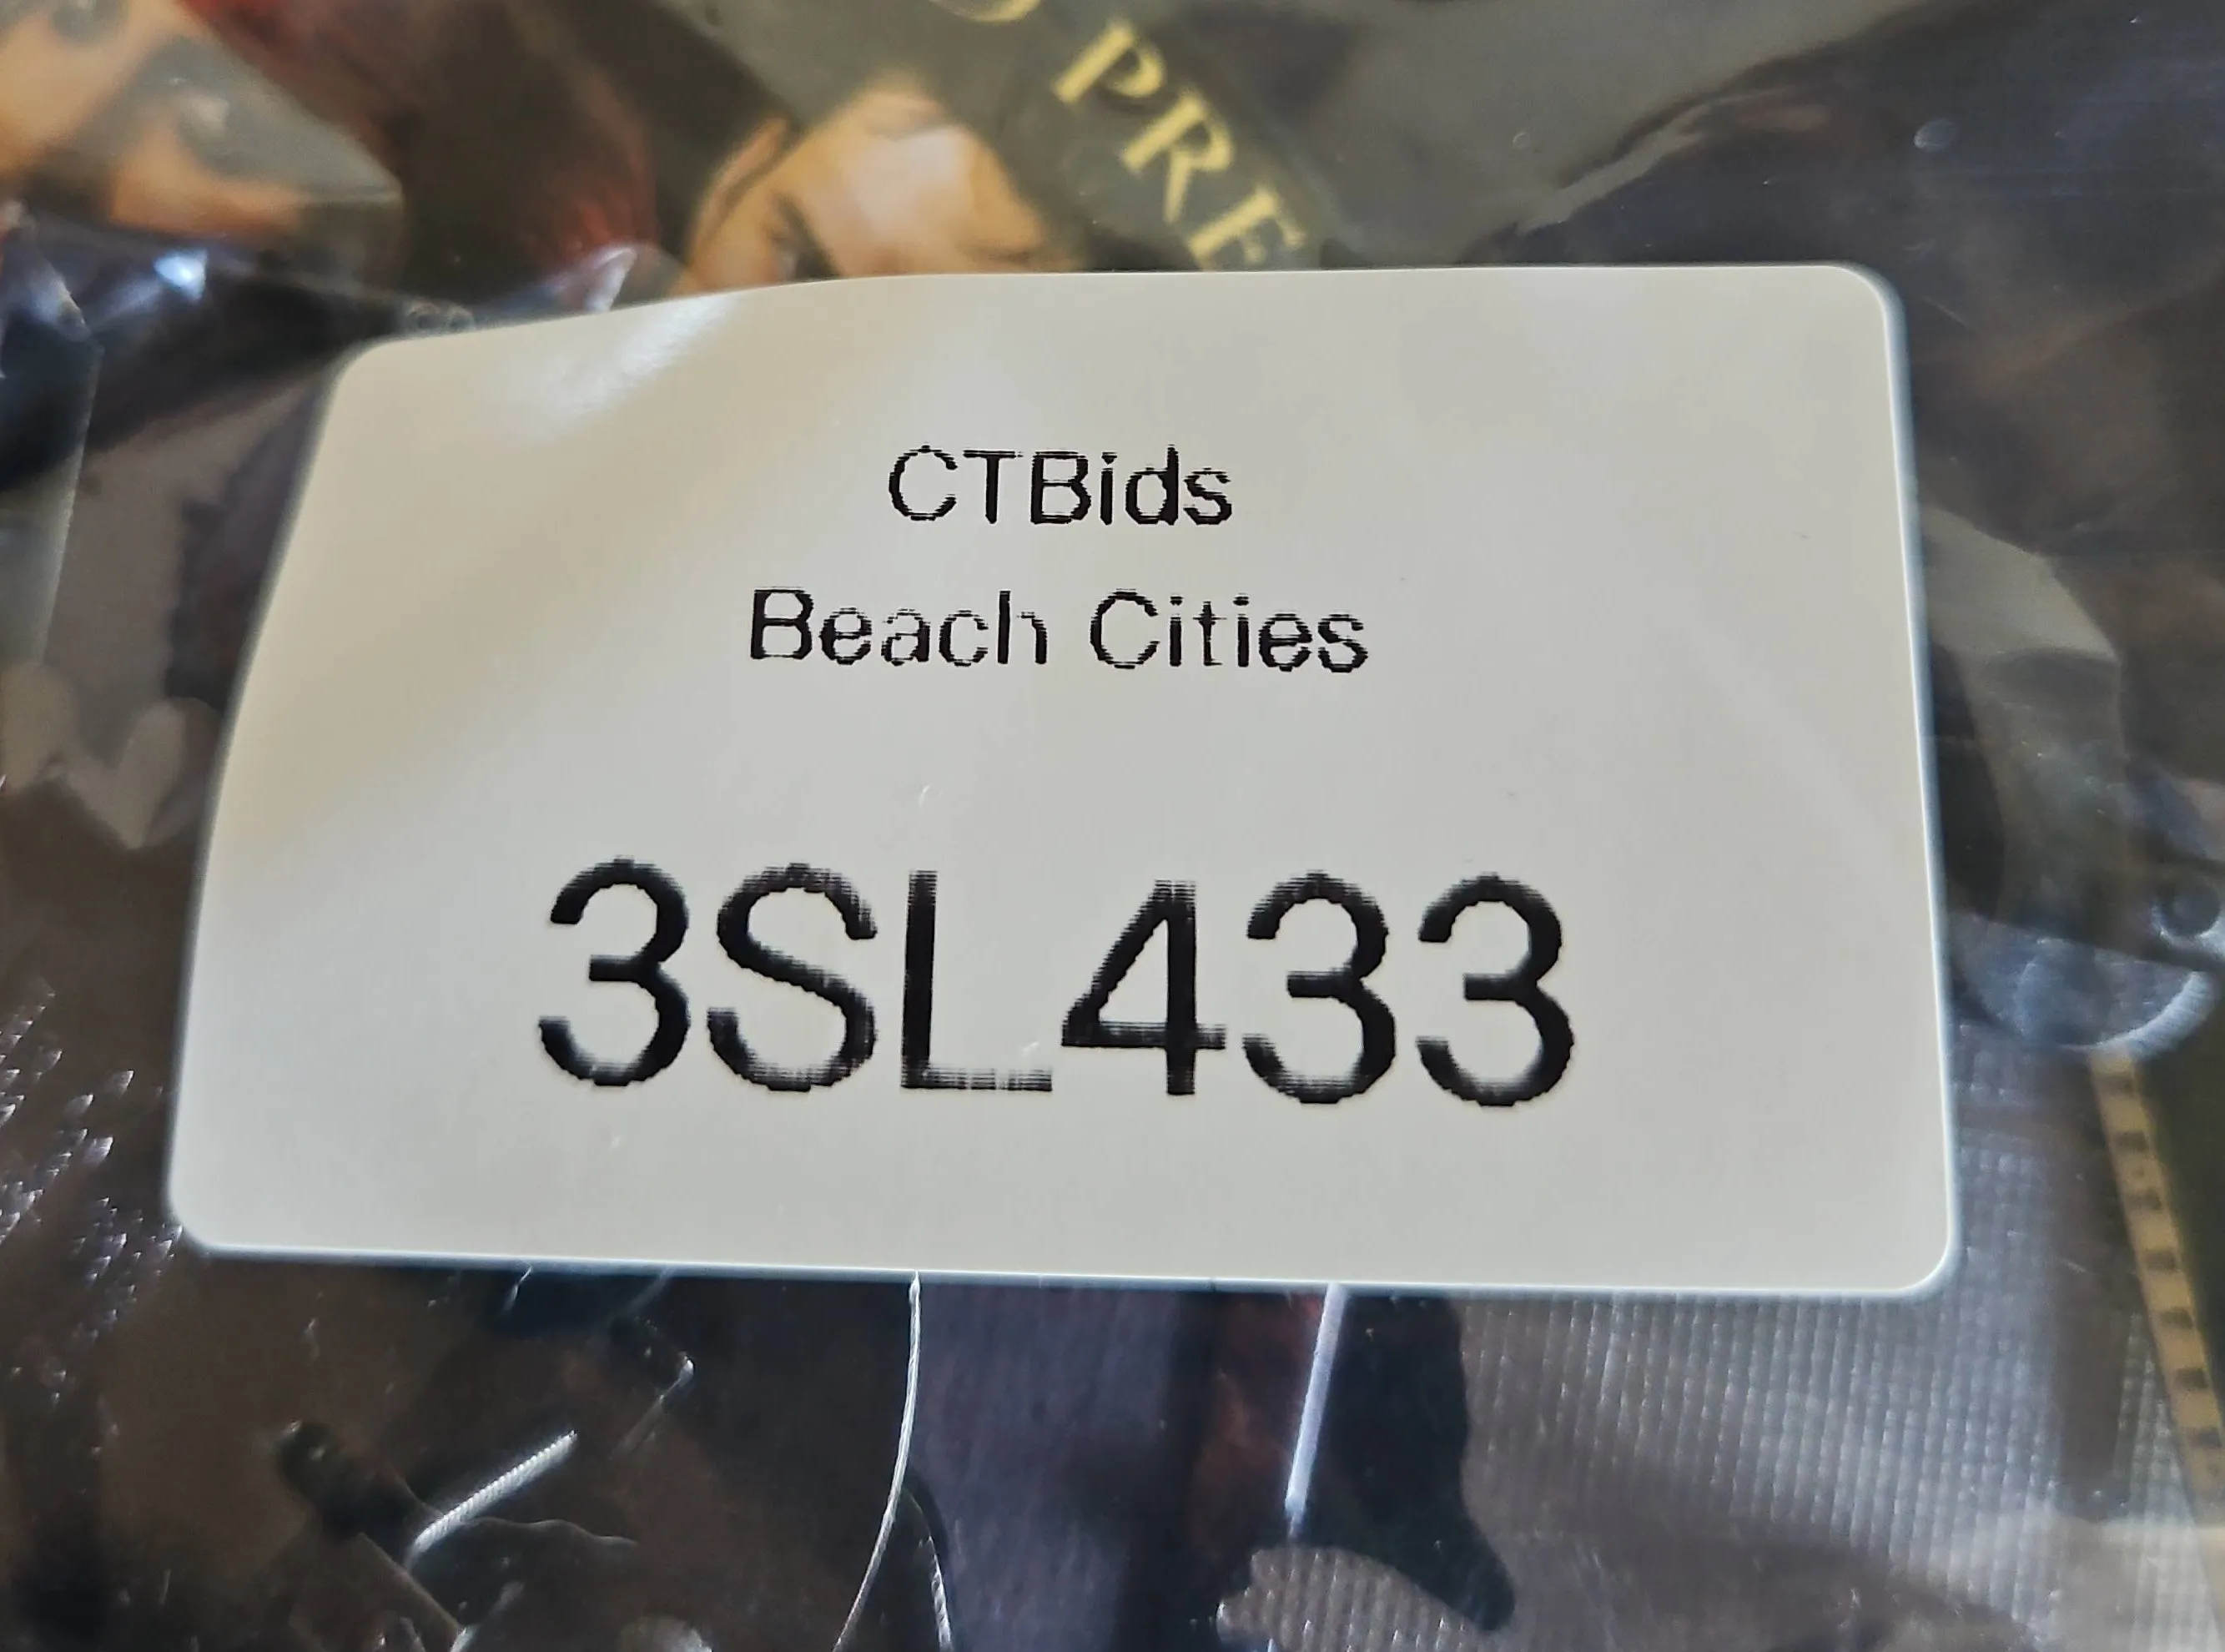 PRE
CTBids
Beach Cities
3SL433